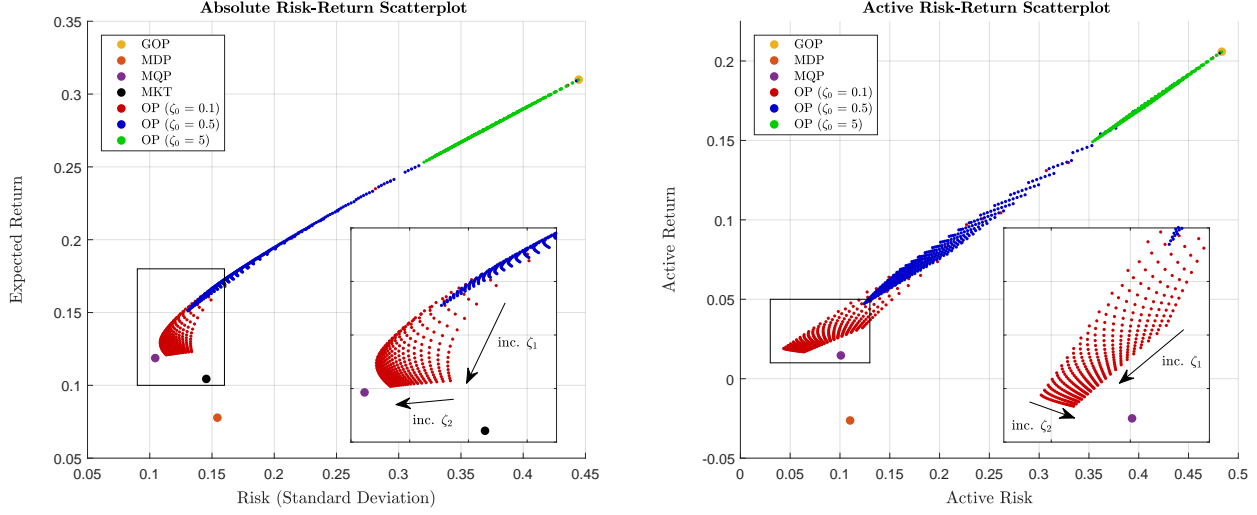 Absolute Risk-Return Scatterplot
0.35
0.3
0.25
0.2
0.15
0.1
0.05
Expected Return
GOP
MDP
MQP
MKT
OP (ζ₀ = 0.1)
OP (ζ₀ = 0.5)
OP (ζ₀ = 5)
inc. ζ₁
inc. ζ₂
0.05
0.1
0.15
0.2
0.25
0.3
0.35
0.4
0.45
Risk (Standard Deviation)
Active Risk-Return Scatterplot
0.2
0.15
0.1
0.05
0
-0.05
Active Return
GOP
MDP
MQP
OP (ζ₀ = 0.1)
OP (ζ₀ = 0.5)
OP (ζ₀ = 5)
inc. ζ₁
inc. ζ₂
0
0.05
0.1
0.15
0.2
0.25
0.3
0.35
0.4
0.45
0.5
Active Risk